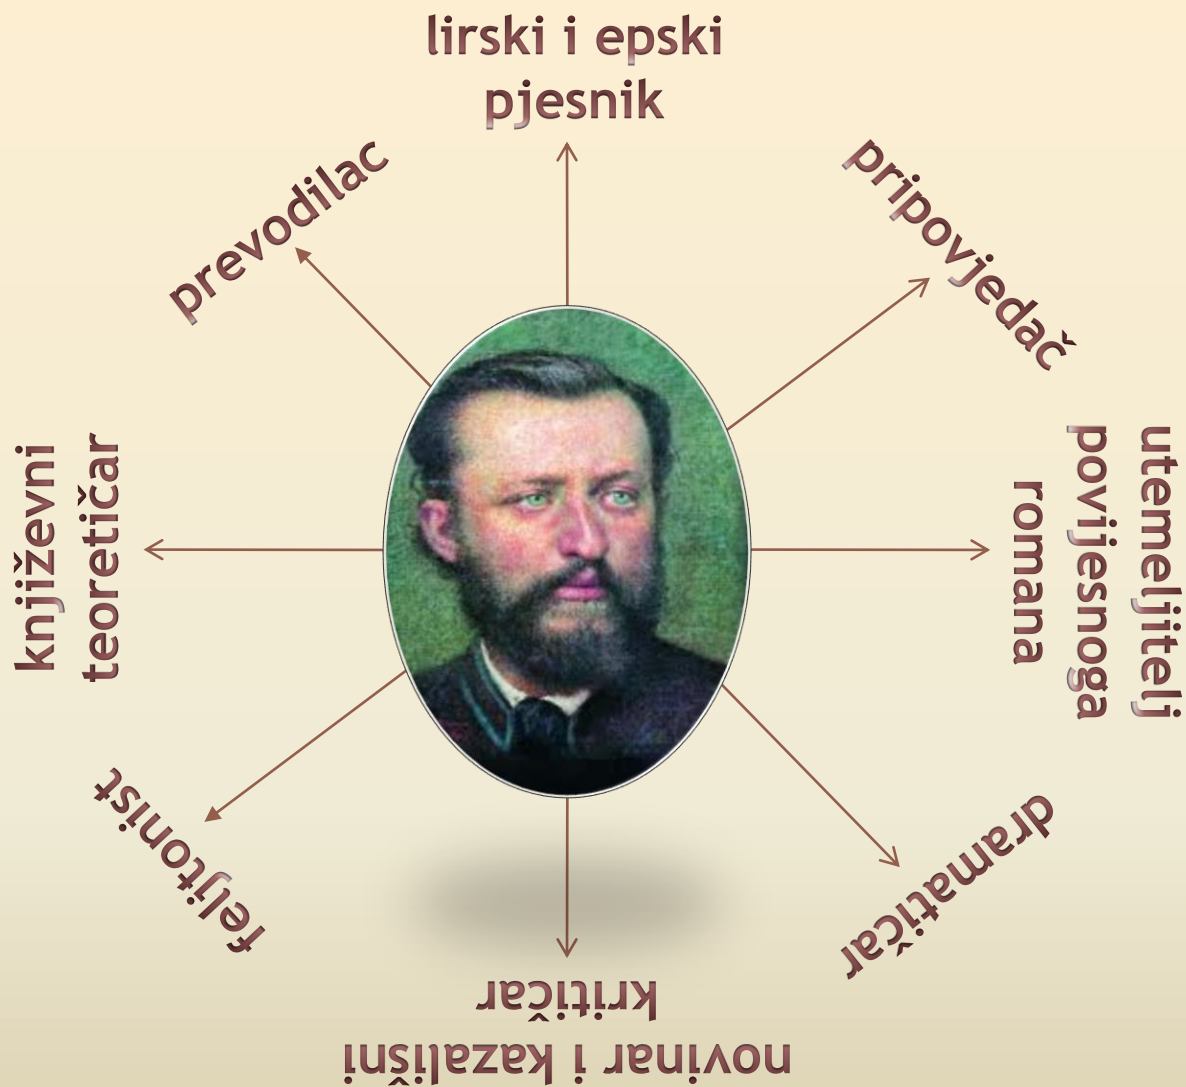 lirski i epski
pjesnik
pripovjedač
utemeljitelj
povijesnoga
romana
dramatičar
novinar i kazališni
kritičar
feljtonist
književni
teoretičar
prevodilac